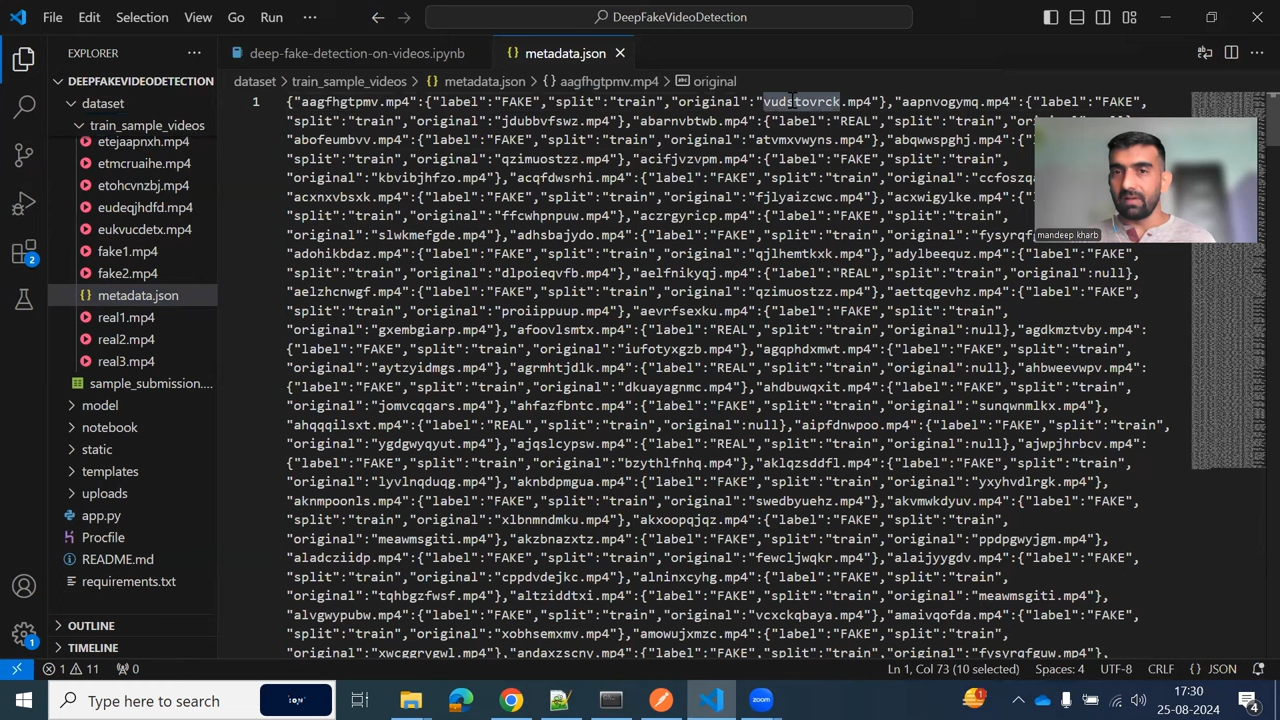 File Edit Selection View Go Run ··· DeepFakeVideoDetection
EXPLORER ··· deep-fake-detection-on-videos.ipynb {} metadata.json
DEEPFAKEVIDEODETECTION
dataset > train_sample_videos > {} metadata.json > {} aagfhgtpmv.mp4 > original
dataset
train_sample_videos
etejaapnxh.mp4
etmcruaihe.mp4
etohcvnzbj.mp4
eudeqjhdfd.mp4
eukvucdetx.mp4
fake1.mp4
fake2.mp4
{} metadata.json
real1.mp4
real2.mp4
real3.mp4
sample_submission....
model
notebook
static
templates
uploads
app.py
Procfile
README.md
requirements.txt
OUTLINE
TIMELINE
2
1
1 {"aagfhgtpmv.mp4":{"label":"FAKE","split":"train","original":"vudstovrck.mp4"},"aapnvogymq.mp4":{"label":"FAKE",
"split":"train","original":"jdubbvfswz.mp4"},"abarnvbtwb.mp4":{"label":"REAL","split":"train",
"abofeumbvv.mp4":{"label":"FAKE","split":"train","original":"atvmxvwyns.mp4"},"abqwwspghj.mp4":
"split":"train","original":"qzimuostzz.mp4"},"acifjvzvpm.mp4":{"label":"FAKE","split":"train",
"original":"kbvibjhfzo.mp4"},"acqfdwsrhi.mp4":{"label":"FAKE","split":"train",
"acxnxvbsxk.mp4":{"label":"FAKE","split":"train","original":"fjlyaizcwc.mp4"},"acxwigylke.mp4":
"split":"train","original":"ffcwhpnpuw.mp4"},"aczrgyricp.mp4":{"label":"FAKE","split":"train",
"original":"slwkmefgde.mp4"},"adhsbajydo.mp4":{"label":"FAKE","split":"train",
"adohikbdaz.mp4":{"label":"FAKE","split":"train","original":"qjlhemtkxk.mp4"},"adylbeequz.mp4":{"label":"FAKE",
"split":"train","original":"dlpoieqvfb.mp4"},"aelfnikyqj.mp4":{"label":"REAL","split":"train","original":null},
"aelzhcnwgf.mp4":{"label":"FAKE","split":"train","original":"qzimuostzz.mp4"},"aettqgevhz.mp4":{"label":"FAKE",
"split":"train","original":"proiippuup.mp4"},"aevrfsexku.mp4":{"label":"FAKE","split":"train",
"original":"gxembgiarp.mp4"},"afoovlsmtx.mp4":{"label":"REAL","split":"train","original":null},"agdkmztvby.mp4":
{"label":"FAKE","split":"train","original":"iufotyxgzb.mp4"},"agqphdxmwt.mp4":{"label":"FAKE","split":"train",
"original":"aytzyidmgs.mp4"},"agrmhtjdlk.mp4":{"label":"REAL","split":"train","original":null},"ahbweevwpv.mp4":
{"label":"FAKE","split":"train","original":"dkuayagnmc.mp4"},"ahdbuwqxit.mp4":{"label":"FAKE","split":"train",
"original":"jomvcqqars.mp4"},"ahfazfbntc.mp4":{"label":"FAKE","split":"train","original":"sunqwnmlkx.mp4"},
"ahqqqilsxt.mp4":{"label":"REAL","split":"train","original":null},"aipfdnwpoo.mp4":{"label":"FAKE","split":"train",
"original":"ygdgwyqyut.mp4"},"ajqslcypsw.mp4":{"label":"REAL","split":"train","original":null},"ajwpjhrbcv.mp4":
{"label":"FAKE","split":"train","original":"bzythlfnhq.mp4"},"aklqzsddfl.mp4":{"label":"FAKE","split":"train",
"original":"lyvlnqduqg.mp4"},"aknbdpmgua.mp4":{"label":"FAKE","split":"train","original":"yxyhvdlrgk.mp4"},
"aknmpoonls.mp4":{"label":"FAKE","split":"train","original":"swedbyuehz.mp4"},"akvmwkdyuv.mp4":{"label":"FAKE",
"split":"train","original":"xlbnmndmku.mp4"},"akxoopqjqz.mp4":{"label":"FAKE","split":"train",
"original":"meawmsgiti.mp4"},"akzbnazxtz.mp4":{"label":"FAKE","split":"train","original":"ppdpgwyjgm.mp4"},
"aladcziidp.mp4":{"label":"FAKE","split":"train","original":"fewcljwqkr.mp4"},"alaijyygdv.mp4":{"label":"FAKE",
"split":"train","original":"cppdvdejkc.mp4"},"alninxcyhg.mp4":{"label":"FAKE","split":"train",
"original":"tqhbgzfwsf.mp4"},"altziddtxi.mp4":{"label":"FAKE","split":"train","original":"meawmsgiti.mp4"},
"alvgwypubw.mp4":{"label":"FAKE","split":"train","original":"vcxckqbaya.mp4"},"amaivqofda.mp4":{"label":"FAKE",
"split":"train","original":"xobhsemxmv.mp4"},"amowujxmzc.mp4":{"label":"FAKE","split":"train",
"original":"xwcggrygwl.mp4"},"andaxzscny.mp4":{"label":"FAKE","split":"train","original":"fysyrqfguw.mp4"},
mandeep kharb
1 11 0 Ln 1, Col 73 (10 selected) Spaces: 4 UTF-8 CRLF {} JSON
Type here to search 1 17:30
25-08-2024 4
zoom